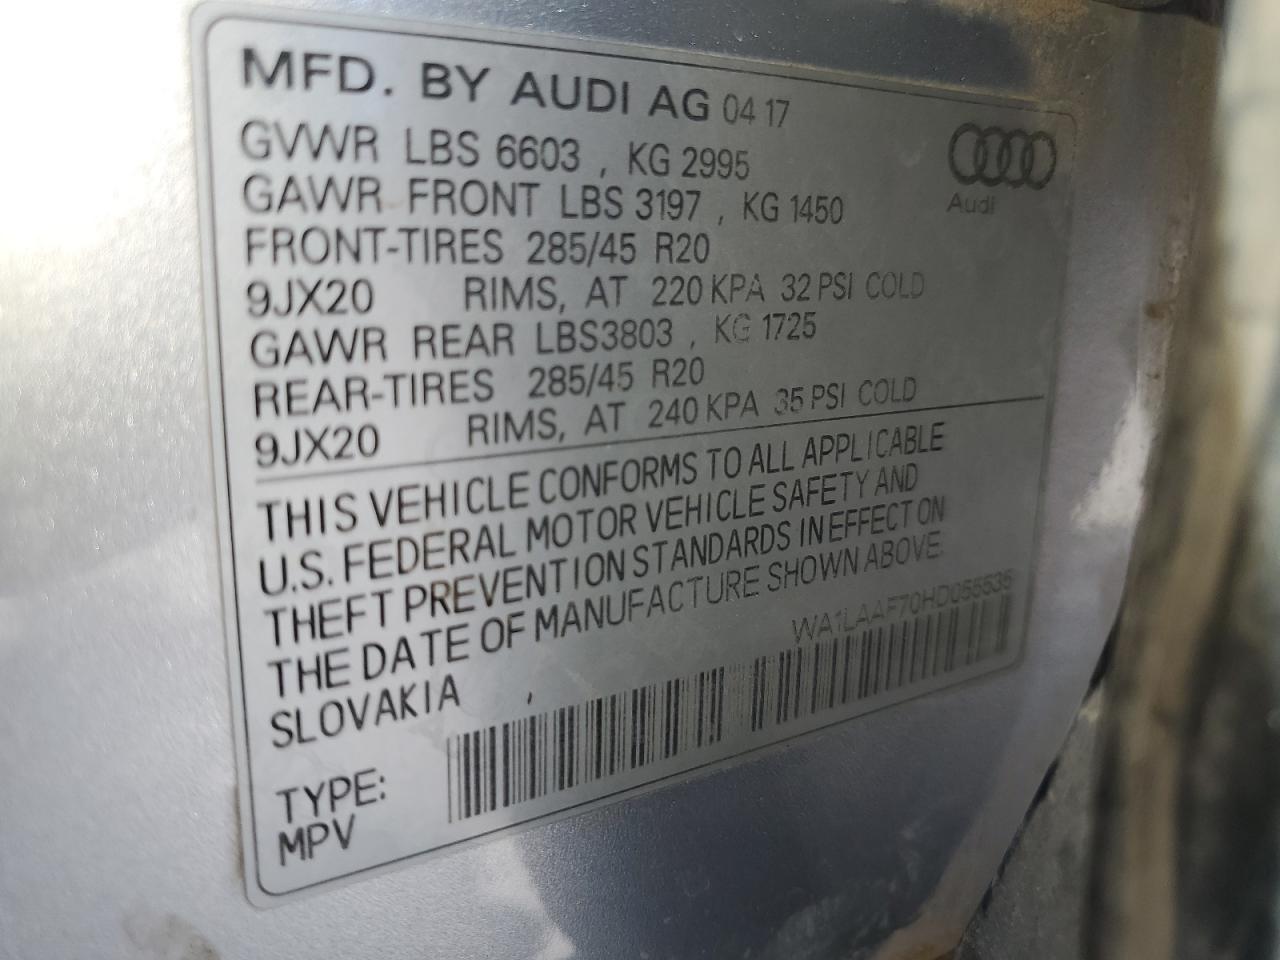 MFD. BY AUDI AG 04 17
GVWR LBS 6603 , KG 2995
GAWR FRONT LBS 3197 , KG 1450
Audi
FRONT-TIRES 285/45 R20
9JX20 RIMS, AT 220 KPA 32 PSI COLD
GAWR REAR LBS3803 , KG 1725
REAR-TIRES 285/45 R20
9JX20 RIMS, AT 240 KPA 35 PSI COLD
THIS VEHICLE CONFORMS TO ALL APPLICABLE
U.S. FEDERAL MOTOR VEHICLE SAFETY AND
THEFT PREVENTION STANDARDS IN EFFECT ON
THE DATE OF MANUFACTURE SHOWN ABOVE.
SLOVAKIA ,
WA1LAAF70HD055535
TYPE:
MPV